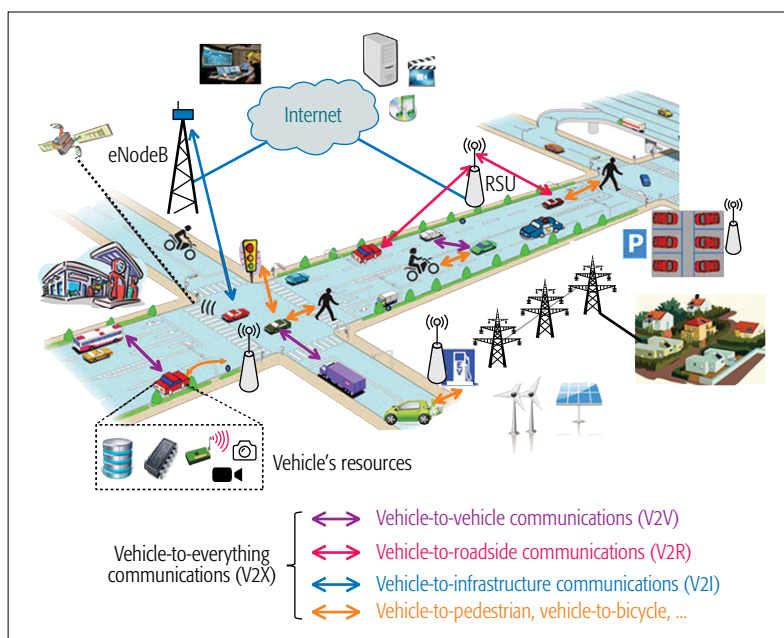 Internet
eNodeB
RSU
P
EV
Vehicle's resources
Vehicle-to-everything
communications (V2X)
Vehicle-to-vehicle communications (V2V)
Vehicle-to-roadside communications (V2R)
Vehicle-to-infrastructure communications (V2I)
Vehicle-to-pedestrian, vehicle-to-bicycle, ...